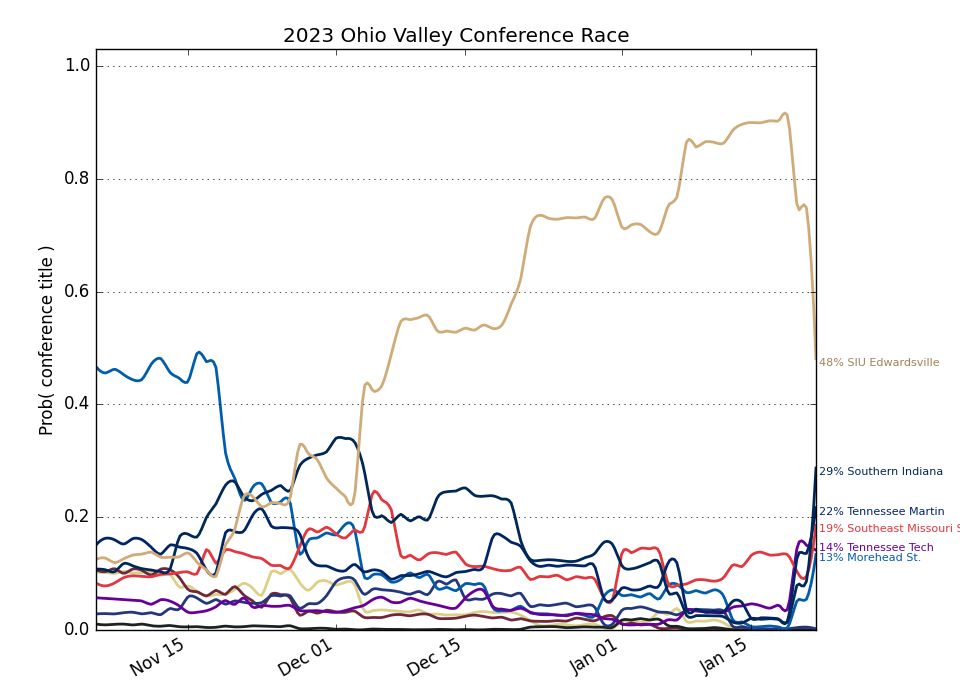 2023 Ohio Valley Conference Race
Prob( conference title )
1.0
0.8
0.6
0.4
0.2
0.0
Nov 15
Dec 01
Dec 15
Jan 01
Jan 15
48% SIU Edwardsville
29% Southern Indiana
22% Tennessee Martin
19% Southeast Missouri S
14% Tennessee Tech
13% Morehead St.